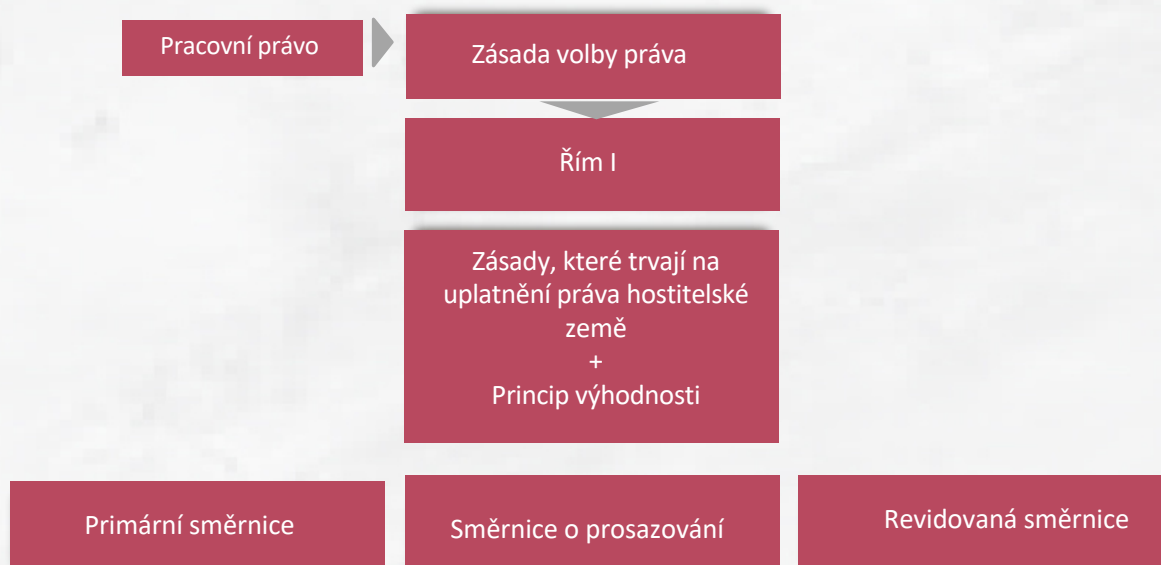 Pracovní právo
Zásada volby práva
Řím I
Zásady, které trvají na
uplatnění práva hostitelské
země
+
Princip výhodnosti
Primární směrnice
Směrnice o prosazování
Revidovaná směrnice